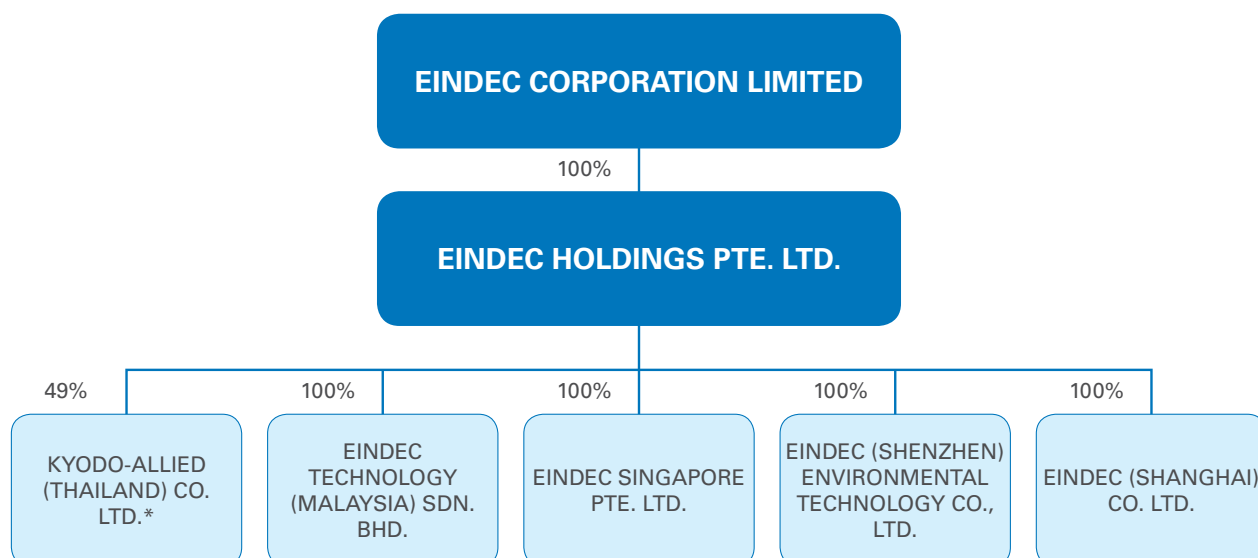 EINDEC CORPORATION LIMITED
100%
EINDEC HOLDINGS PTE. LTD.
49%
100%
100%
100%
100%
KYODO-ALLIED
(THAILAND) CO.
LTD.*
EINDEC
TECHNOLOGY
(MALAYSIA) SDN.
BHD.
EINDEC SINGAPORE
PTE. LTD.
EINDEC (SHENZHEN)
ENVIRONMENTAL
TECHNOLOGY CO.,
LTD.
EINDEC (SHANGHAI)
CO. LTD.